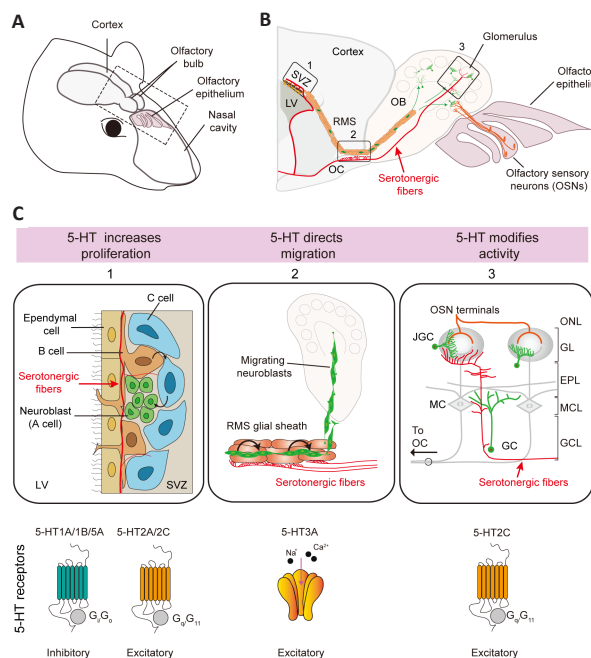 A
Cortex
Olfactory
bulb
Olfactory
epithelium
Nasal
cavity
B
Cortex
1
SVZ
LV
RMS
2
OC
OB
3
Glomerulus
Serotonergic
fibers
Olfactory sensory
neurons (OSNs)
C
5-HT increases
proliferation
5-HT directs
migration
5-HT modifies
activity
1
2
3
C cell
Ependymal
cell
B cell
Serotonergic
fibers
Neuroblast
(A cell)
LV
SVZ
Migrating
neuroblasts
RMS glial sheath
Serotonergic fibers
OSN terminals
JGC
MC
To
OC
GC
Serotonergic fibers
ONL
GL
EPL
MCL
GCL
5-HT receptors
5-HT1A/1B/5A
Inhibitory
5-HT2A/2C
Gq/G11
Excitatory
5-HT3A
Na+
Ca2+
Excitatory
5-HT2C
Gq/G11
Excitatory